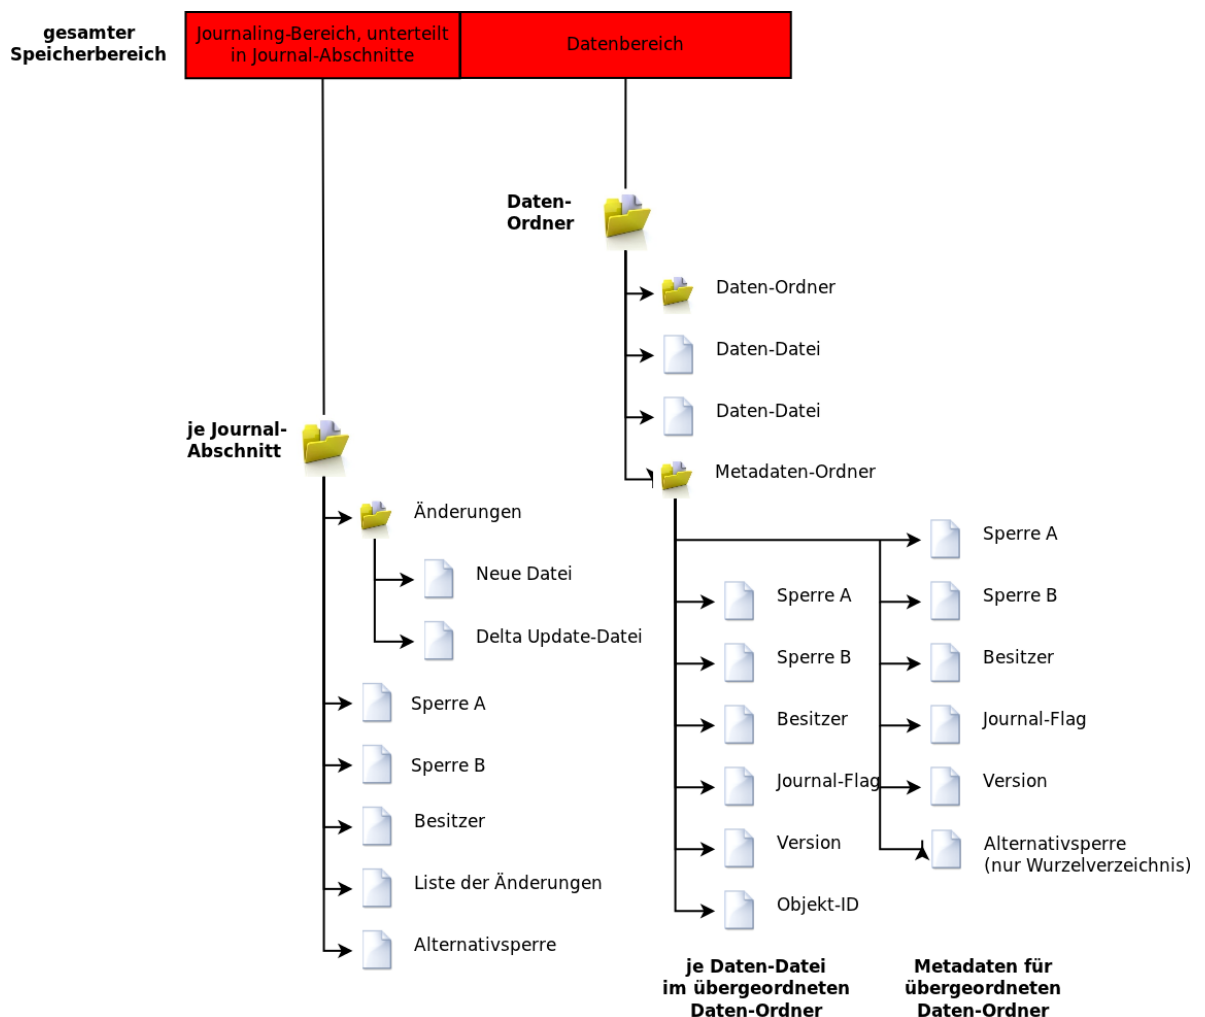 gesamter
Speicherbereich
Journaling-Bereich, unterteilt
in Journal-Abschnitte
Datenbereich
Daten-
Ordner
Daten-Ordner
Daten-Datei
Daten-Datei
Metadaten-Ordner
je Journal-
Abschnitt
Änderungen
Neue Datei
Delta Update-Datei
Sperre A
Sperre B
Besitzer
Liste der Änderungen
Alternativsperre
Sperre A
Sperre B
Besitzer
Journal-Flag
Version
Objekt-ID
je Daten-Datei
im übergeordneten
Daten-Ordner
Sperre A
Sperre B
Besitzer
Journal-Flag
Version
Alternativsperre
(nur Wurzelverzeichnis)
Metadaten für
übergeordneten
Daten-Ordner